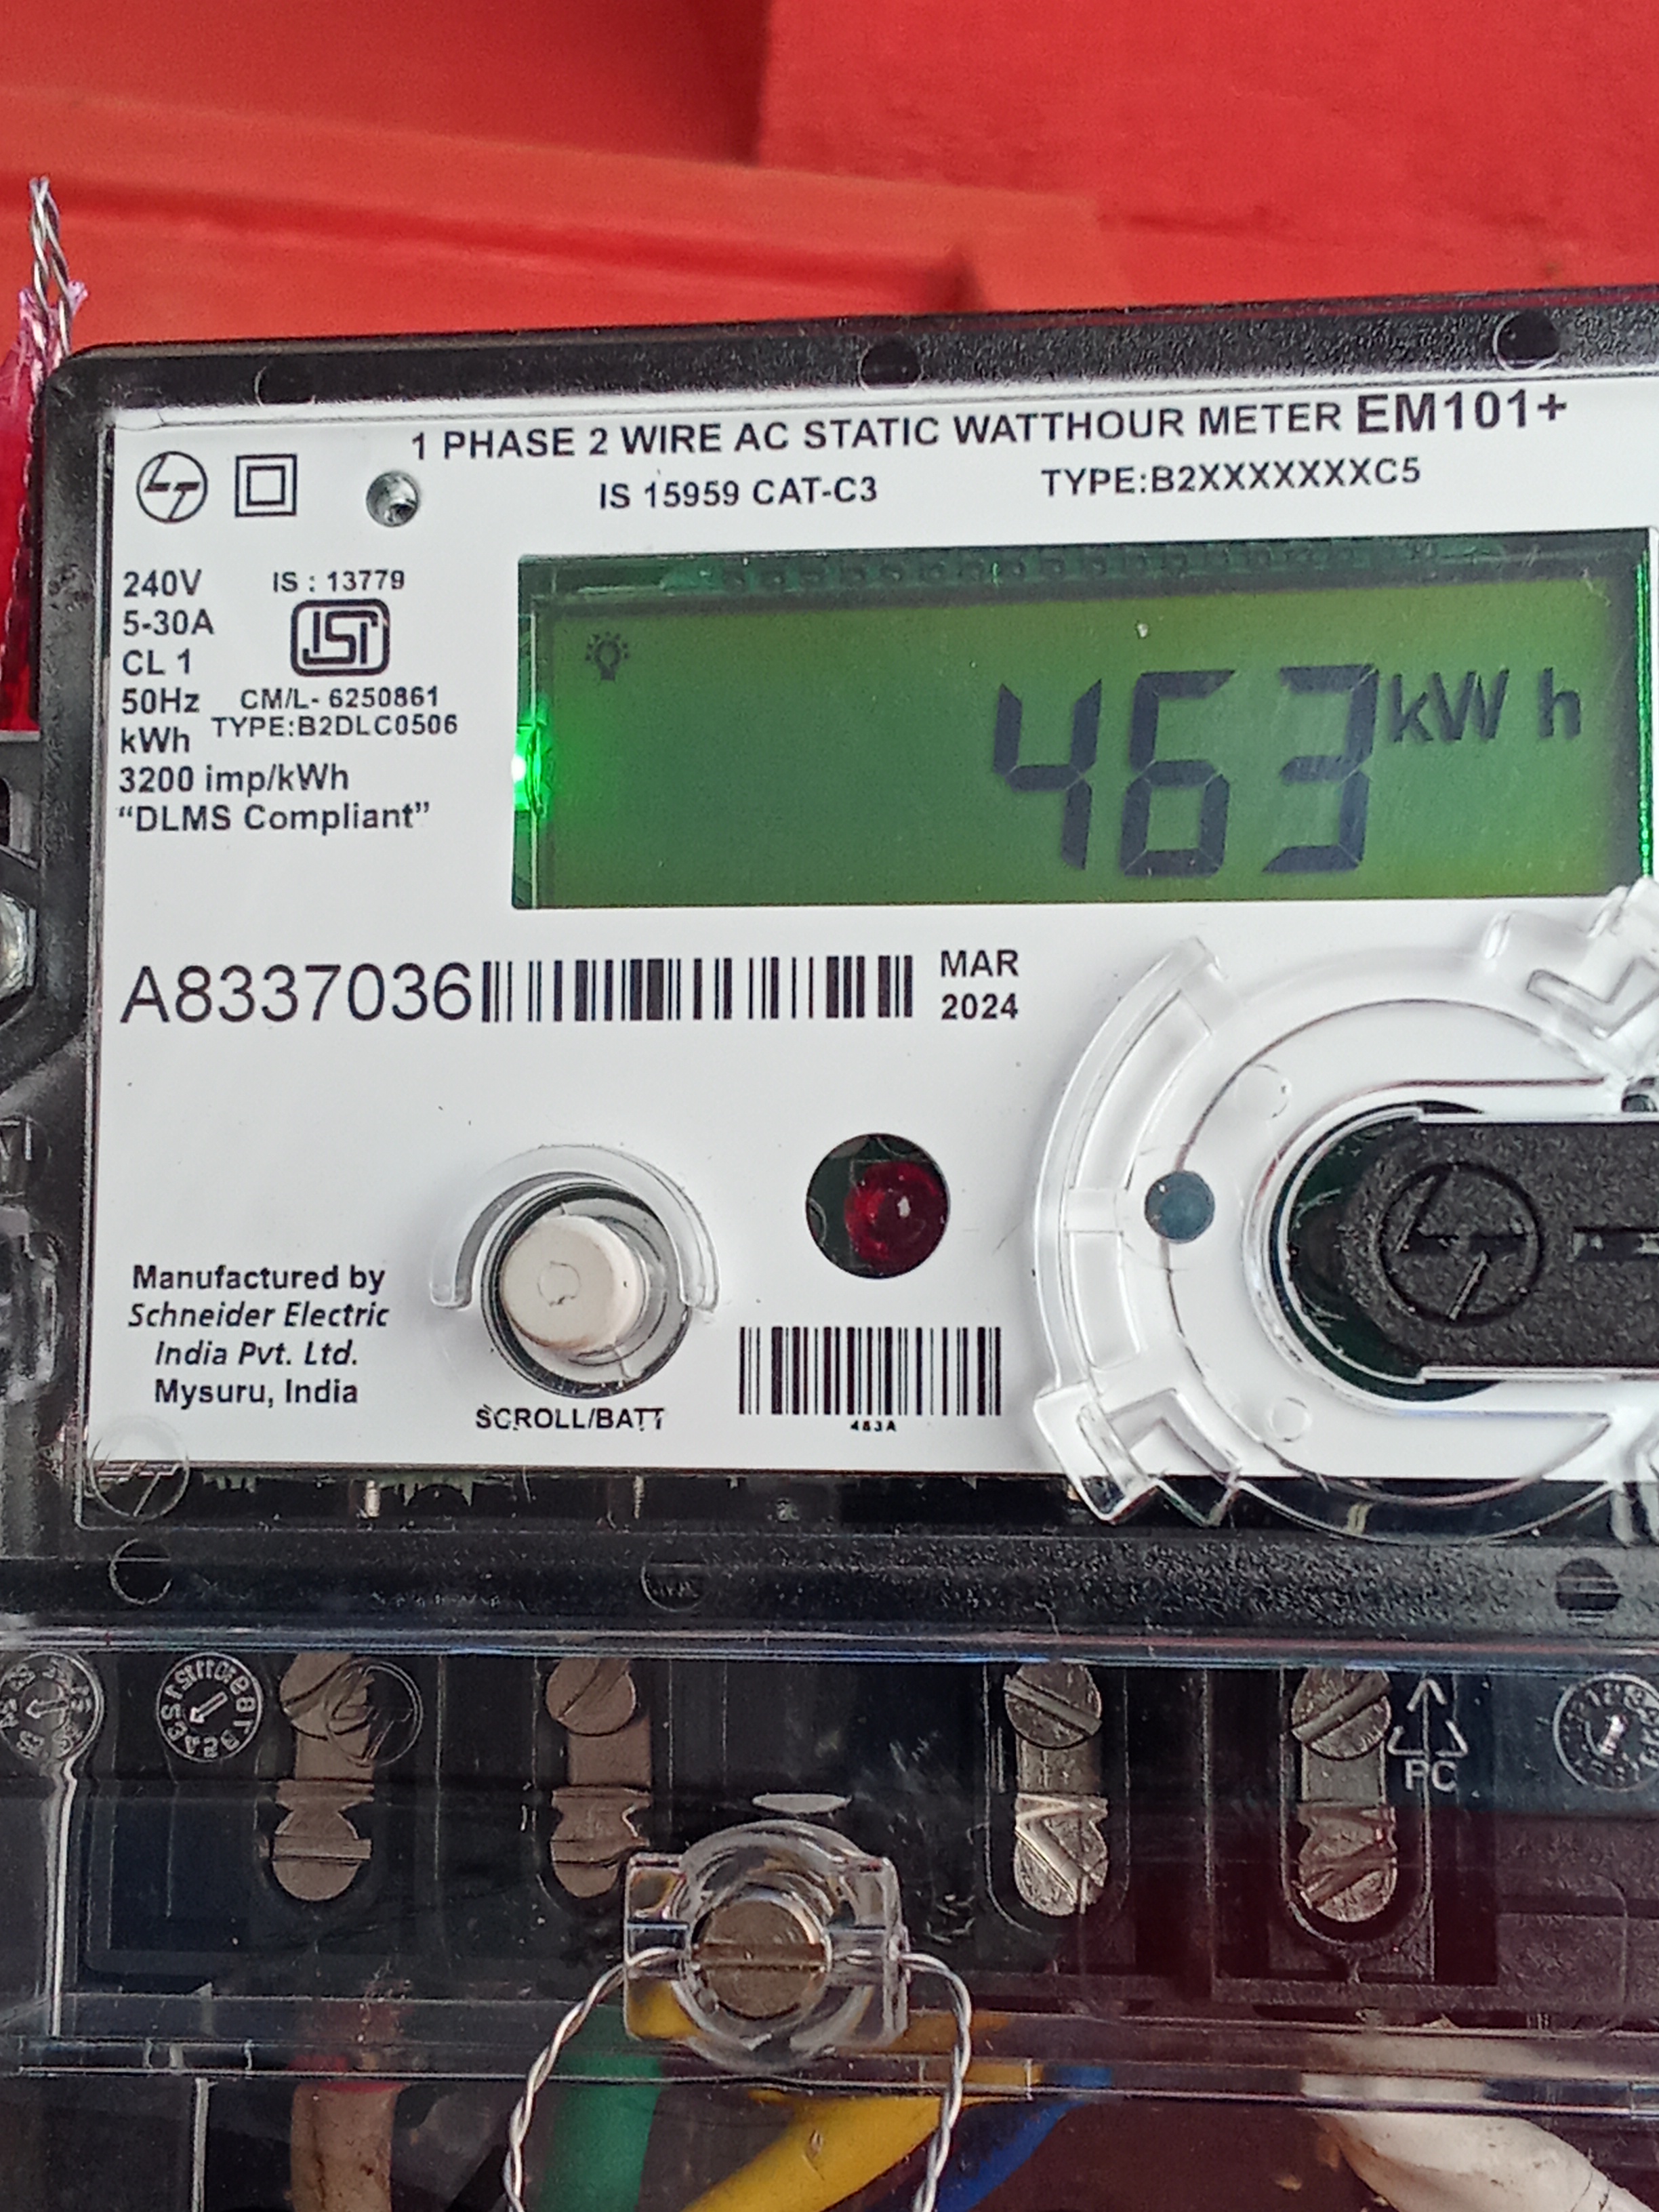 1 PHASE 2 WIRE AC STATIC WATTHOUR METER EM101+
IS 15959 CAT-C3 TYPE:B2XXXXXXXC5
LT
240V
5-30A
CL 1
50Hz
kWh
3200 imp/kWh
"DLMS Compliant"
IS : 13779
ISI
CM/L- 6250861
TYPE:B2DLC0506
463 kWh
A8337036
MAR
2024
Manufactured by
Schneider Electric
India Pvt. Ltd.
Mysuru, India
SCROLL/BATT
483A
PC